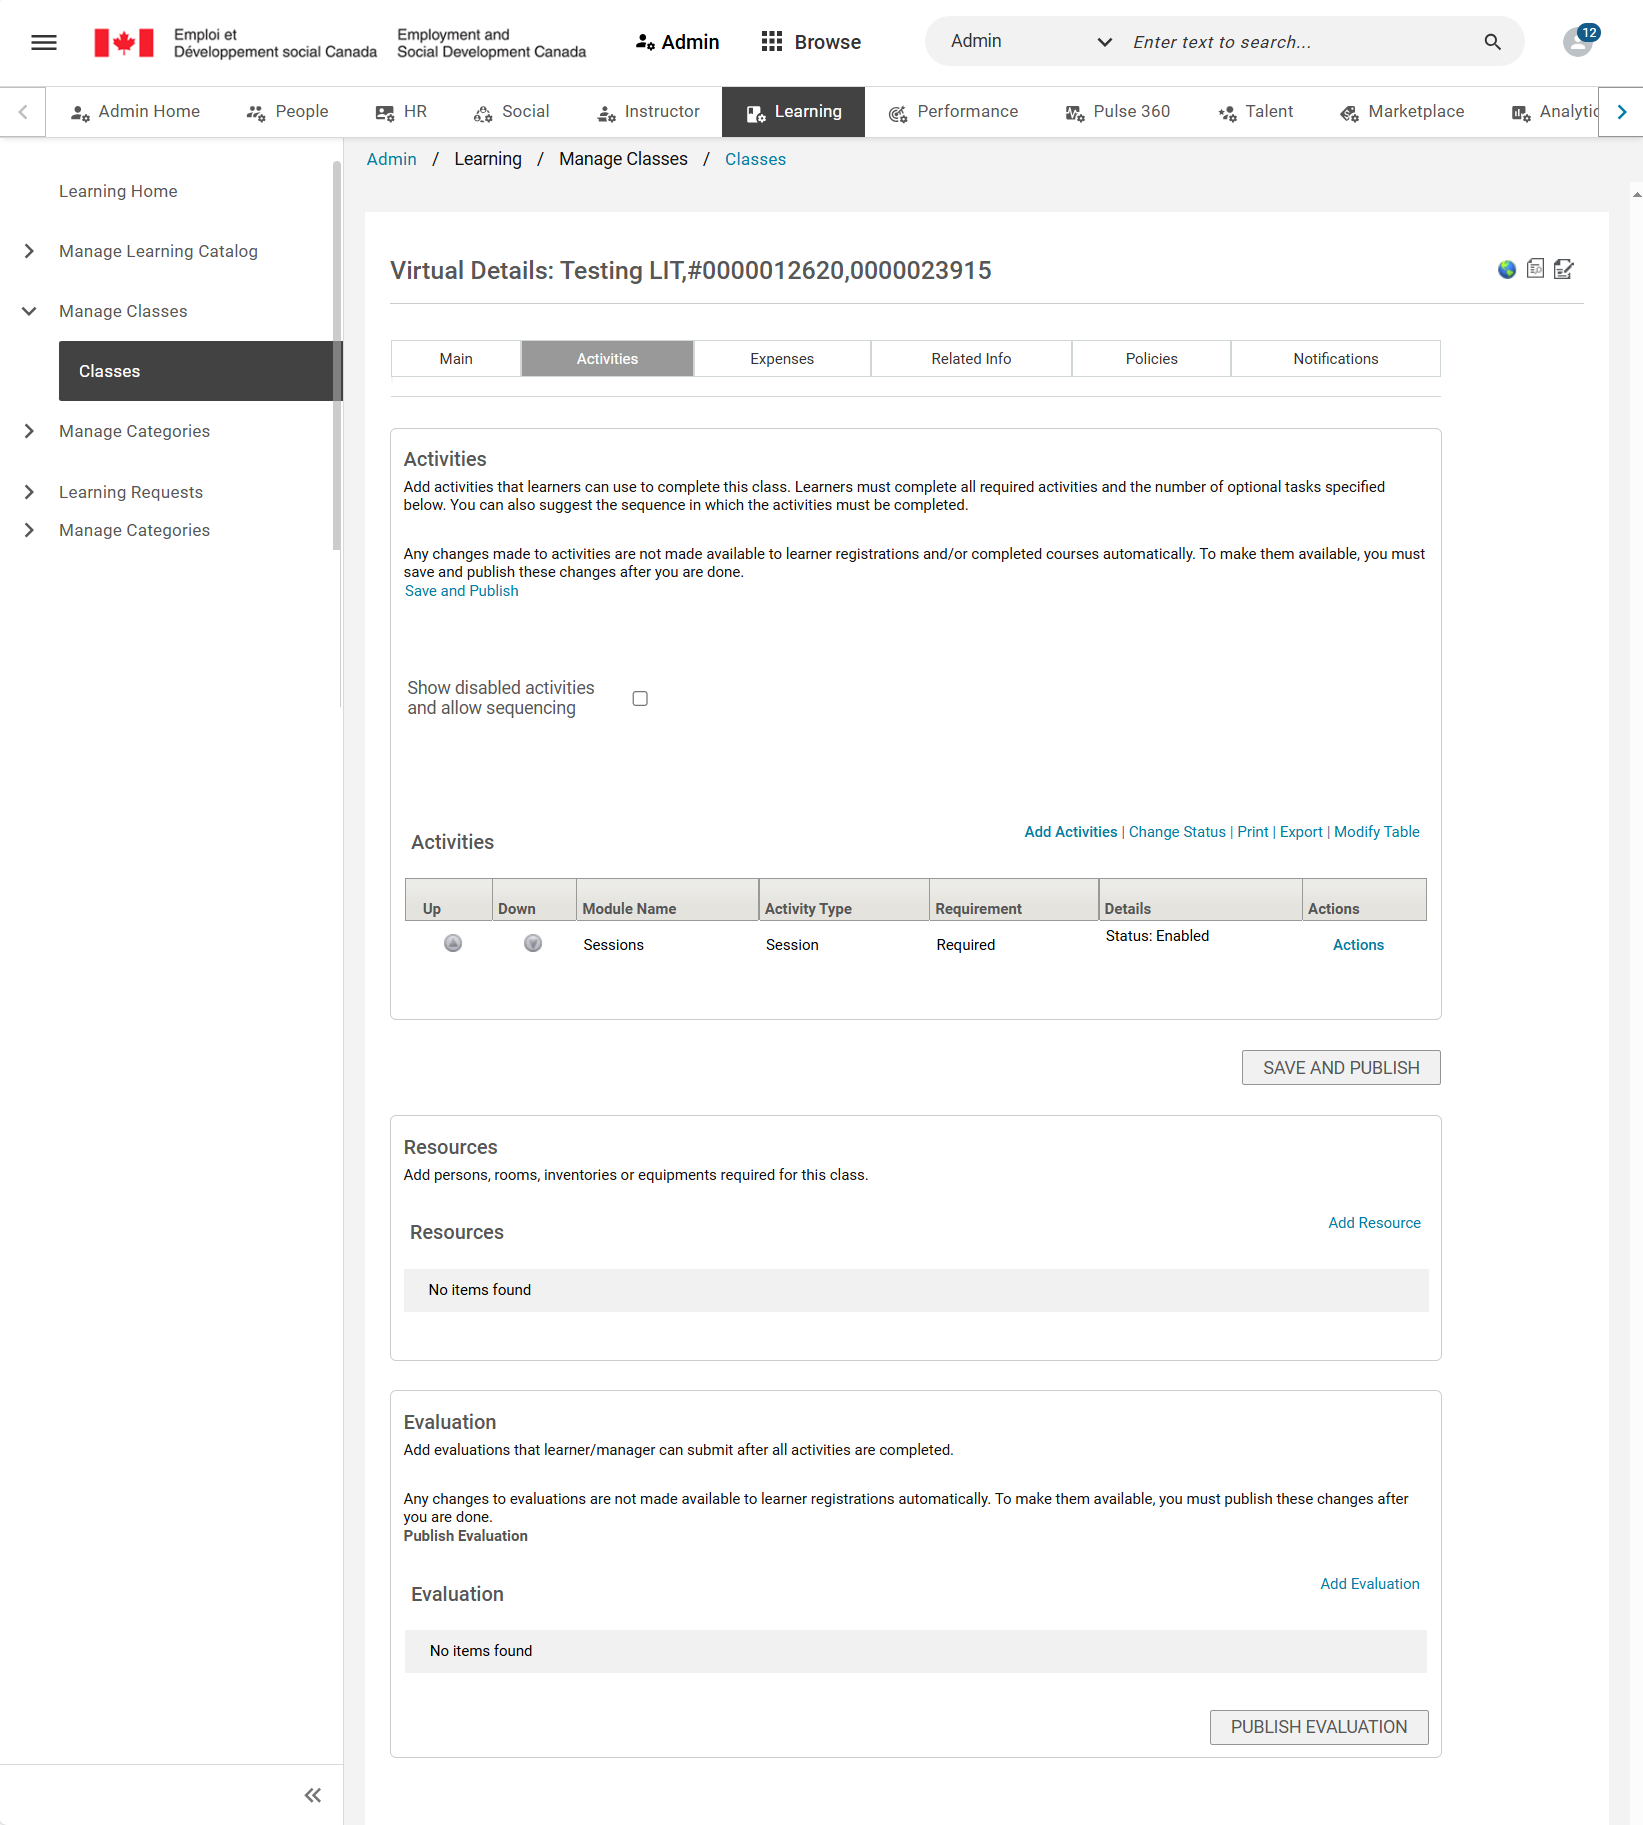 Emploi et
Développement social Canada
Employment and
Social Development Canada
Admin
Browse
Admin
Enter text to search...
12
Admin Home
People
HR
Social
Instructor
Learning
Performance
Pulse 360
Talent
Marketplace
Analytic
Admin / Learning / Manage Classes / Classes
Learning Home
Manage Learning Catalog
Manage Classes
Classes
Manage Categories
Learning Requests
Manage Categories
Virtual Details: Testing LIT,#0000012620,0000023915
Main
Activities
Expenses
Related Info
Policies
Notifications
Activities
Add activities that learners can use to complete this class. Learners must complete all required activities and the number of optional tasks specified
below. You can also suggest the sequence in which the activities must be completed.
Any changes made to activities are not made available to learner registrations and/or completed courses automatically. To make them available, you must
save and publish these changes after you are done.
Save and Publish
Show disabled activities
and allow sequencing
Activities
Add Activities | Change Status | Print | Export | Modify Table
Up Down Module Name Activity Type Requirement Details Actions
Sessions Session Required Status: Enabled Actions
SAVE AND PUBLISH
Resources
Add persons, rooms, inventories or equipments required for this class.
Resources
Add Resource
No items found
Evaluation
Add evaluations that learner/manager can submit after all activities are completed.
Any changes to evaluations are not made available to learner registrations automatically. To make them available, you must publish these changes after
you are done.
Publish Evaluation
Evaluation
Add Evaluation
No items found
PUBLISH EVALUATION